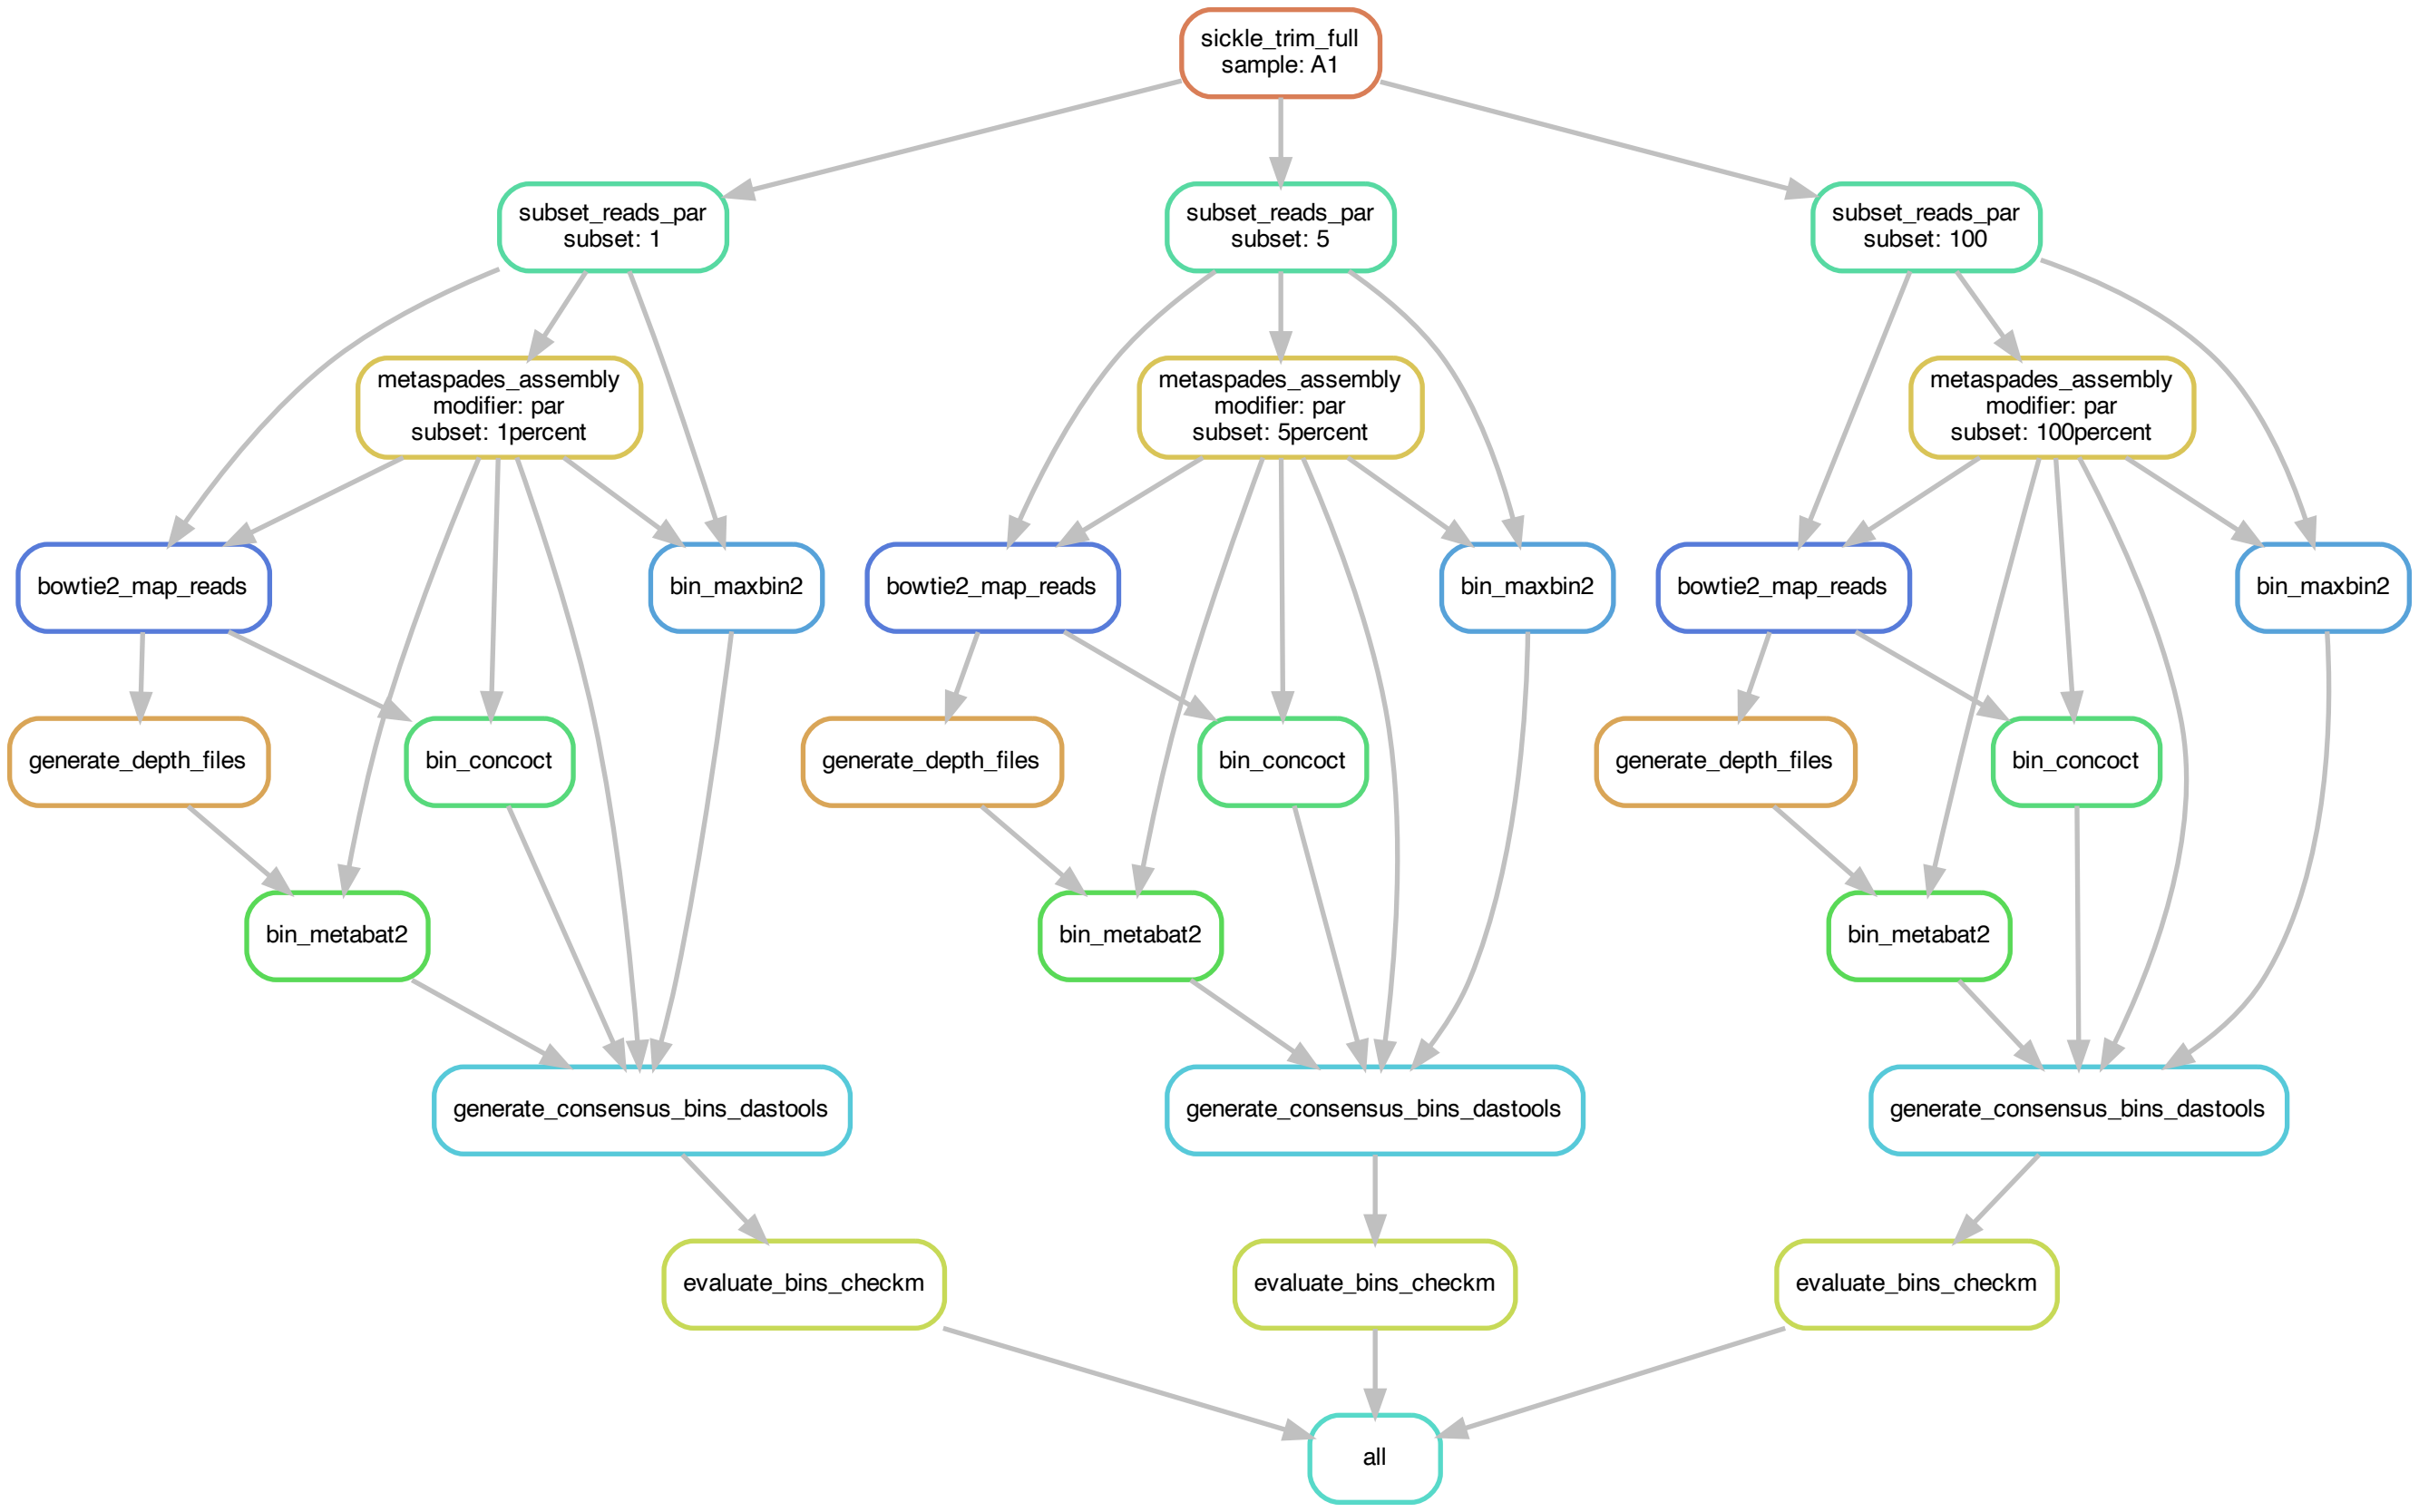 sickle_trim_full
sample: A1
subset_reads_par
subset: 1
subset_reads_par
subset: 5
subset_reads_par
subset: 100
metaspades_assembly
modifier: par
subset: 1percent
metaspades_assembly
modifier: par
subset: 5percent
metaspades_assembly
modifier: par
subset: 100percent
bowtie2_map_reads
bin_maxbin2
bowtie2_map_reads
bin_maxbin2
bowtie2_map_reads
bin_maxbin2
generate_depth_files
bin_concoct
generate_depth_files
bin_concoct
generate_depth_files
bin_concoct
bin_metabat2
bin_metabat2
bin_metabat2
generate_consensus_bins_dastools
generate_consensus_bins_dastools
generate_consensus_bins_dastools
evaluate_bins_checkm
evaluate_bins_checkm
evaluate_bins_checkm
all